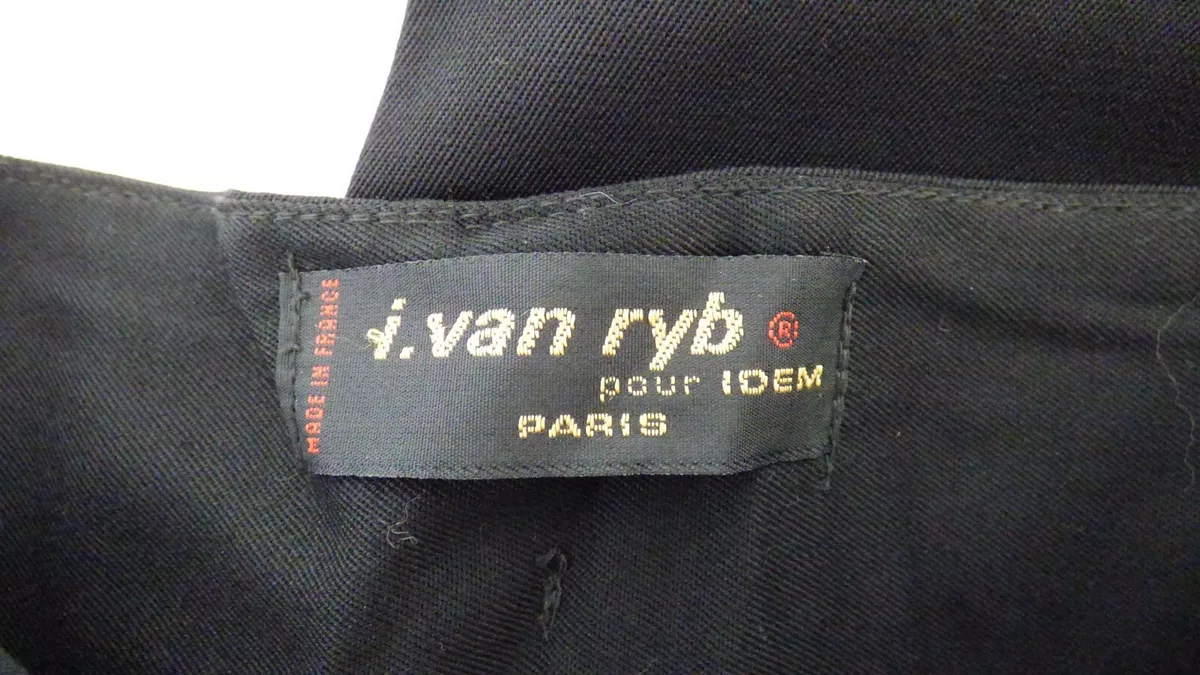 MADE IN FRANCE
j.van ryb ®
pour IDEM
PARIS